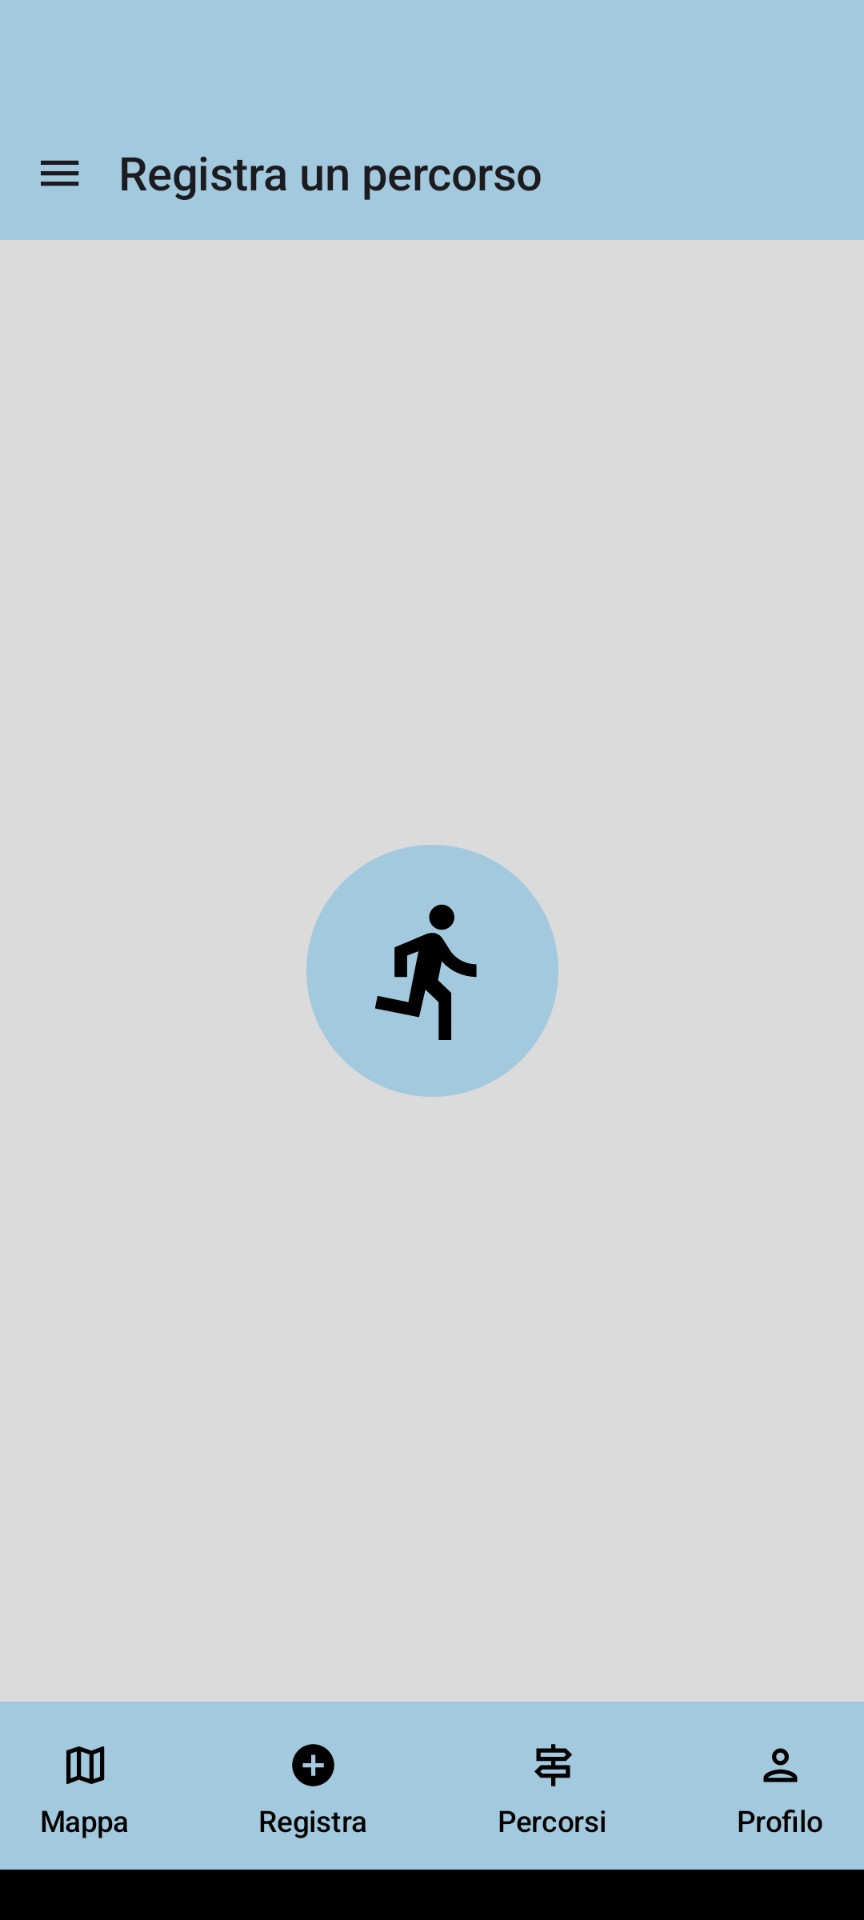 Registra un percorso
Mappa
Registra
Percorsi
Profilo